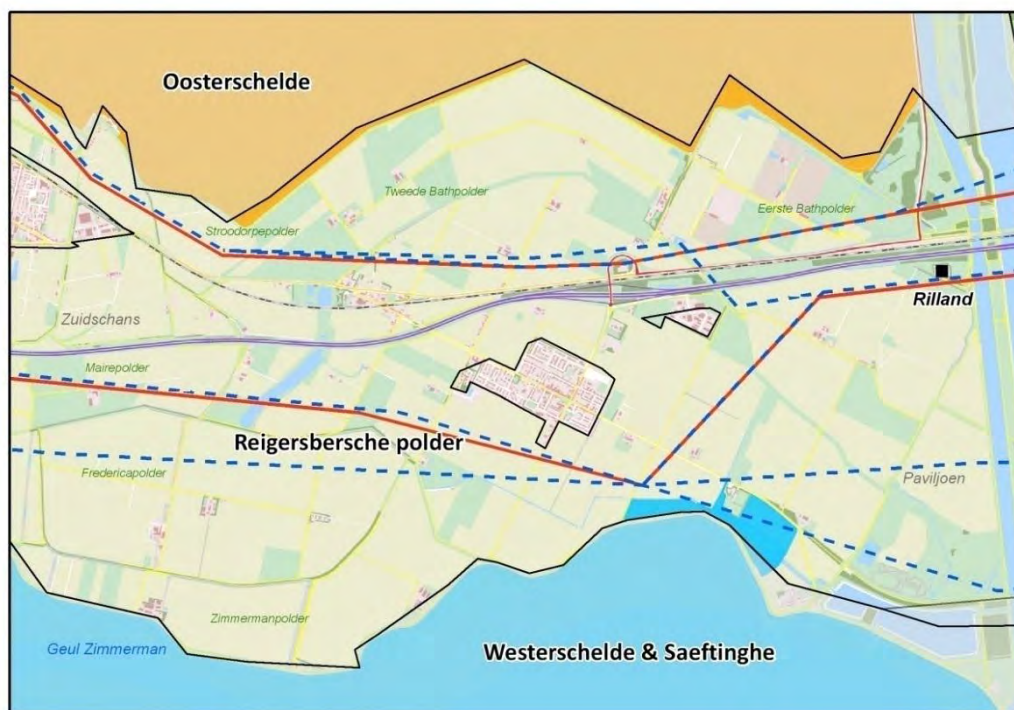 Oosterschelde
Tweede Bathpolder
Eerste Bathpolder
Stroodorpepolder
Rilland
Zuidschans
Mairepolder
Reigersbersche polder
Fredericapolder
Paviljoen
Zimmermanpolder
Geul Zimmerman
Westerschelde & Saeftinghe